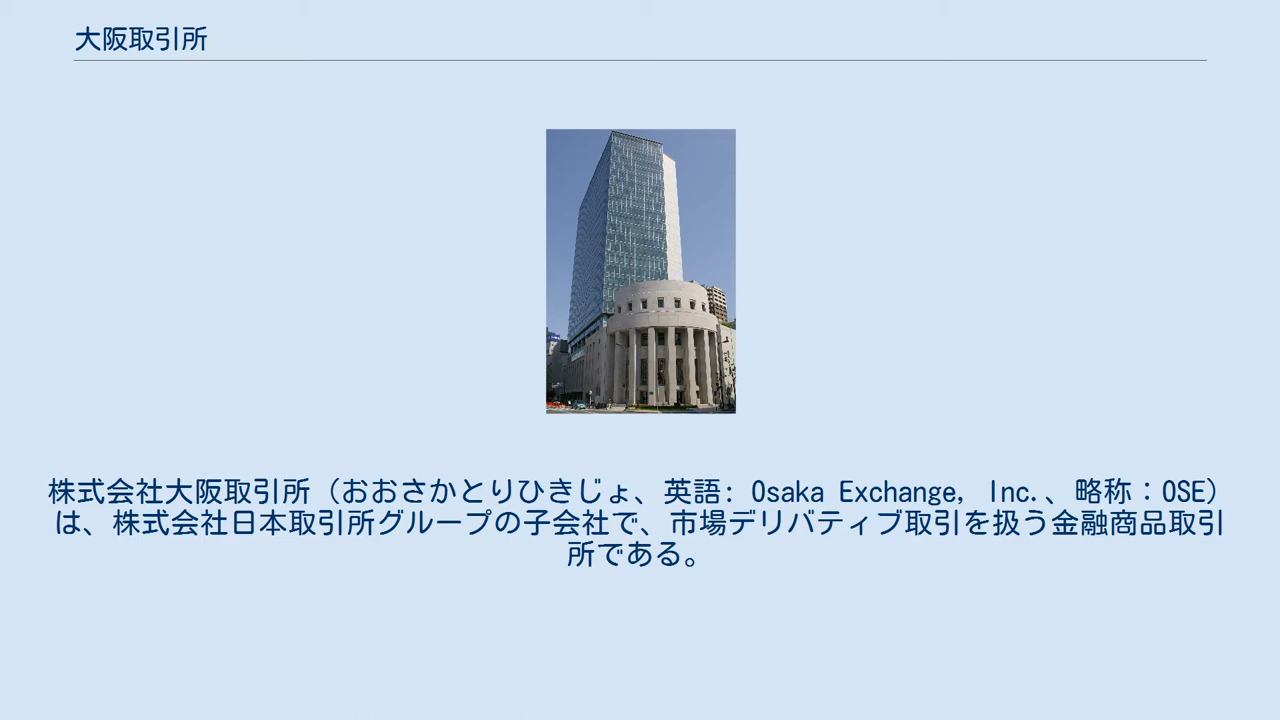 大阪取引所
株式会社大阪取引所（おおさかとりひきじょ、英語: Osaka Exchange, Inc.、略称：OSE）
は、株式会社日本取引所グループの子会社で、市場デリバティブ取引を扱う金融商品取引
所である。